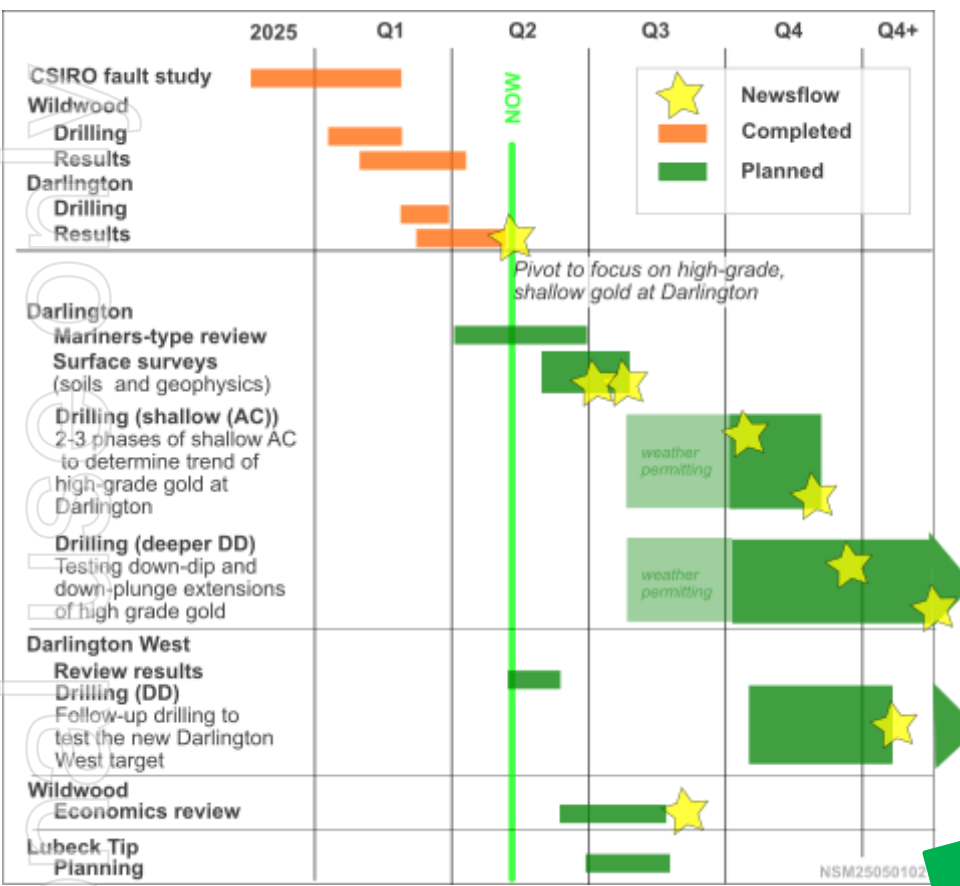 2025 Q1 Q2 Q3 Q4 Q4+
CSIRO fault study
Wildwood
Drilling
Results
Darlington
Drilling
Results
NOW
Newsflow
Completed
Planned
Pivot to focus on high-grade,
shallow gold at Darlington
Darlington
Mariners-type review
Surface surveys
(soils and geophysics)
Drilling (shallow (AC))
2-3 phases of shallow AC
to determine trend of
high-grade gold at
Darlington
weather
permitting
Drilling (deeper DD)
Testing down-dip and
down-plunge extensions
of high grade gold
weather
permitting
Darlington West
Review results
Drilling (DD)
Follow-up drilling to
test the new Darlington
West target
Wildwood
Economics review
Lubeck Tip
Planning
NSM25050102